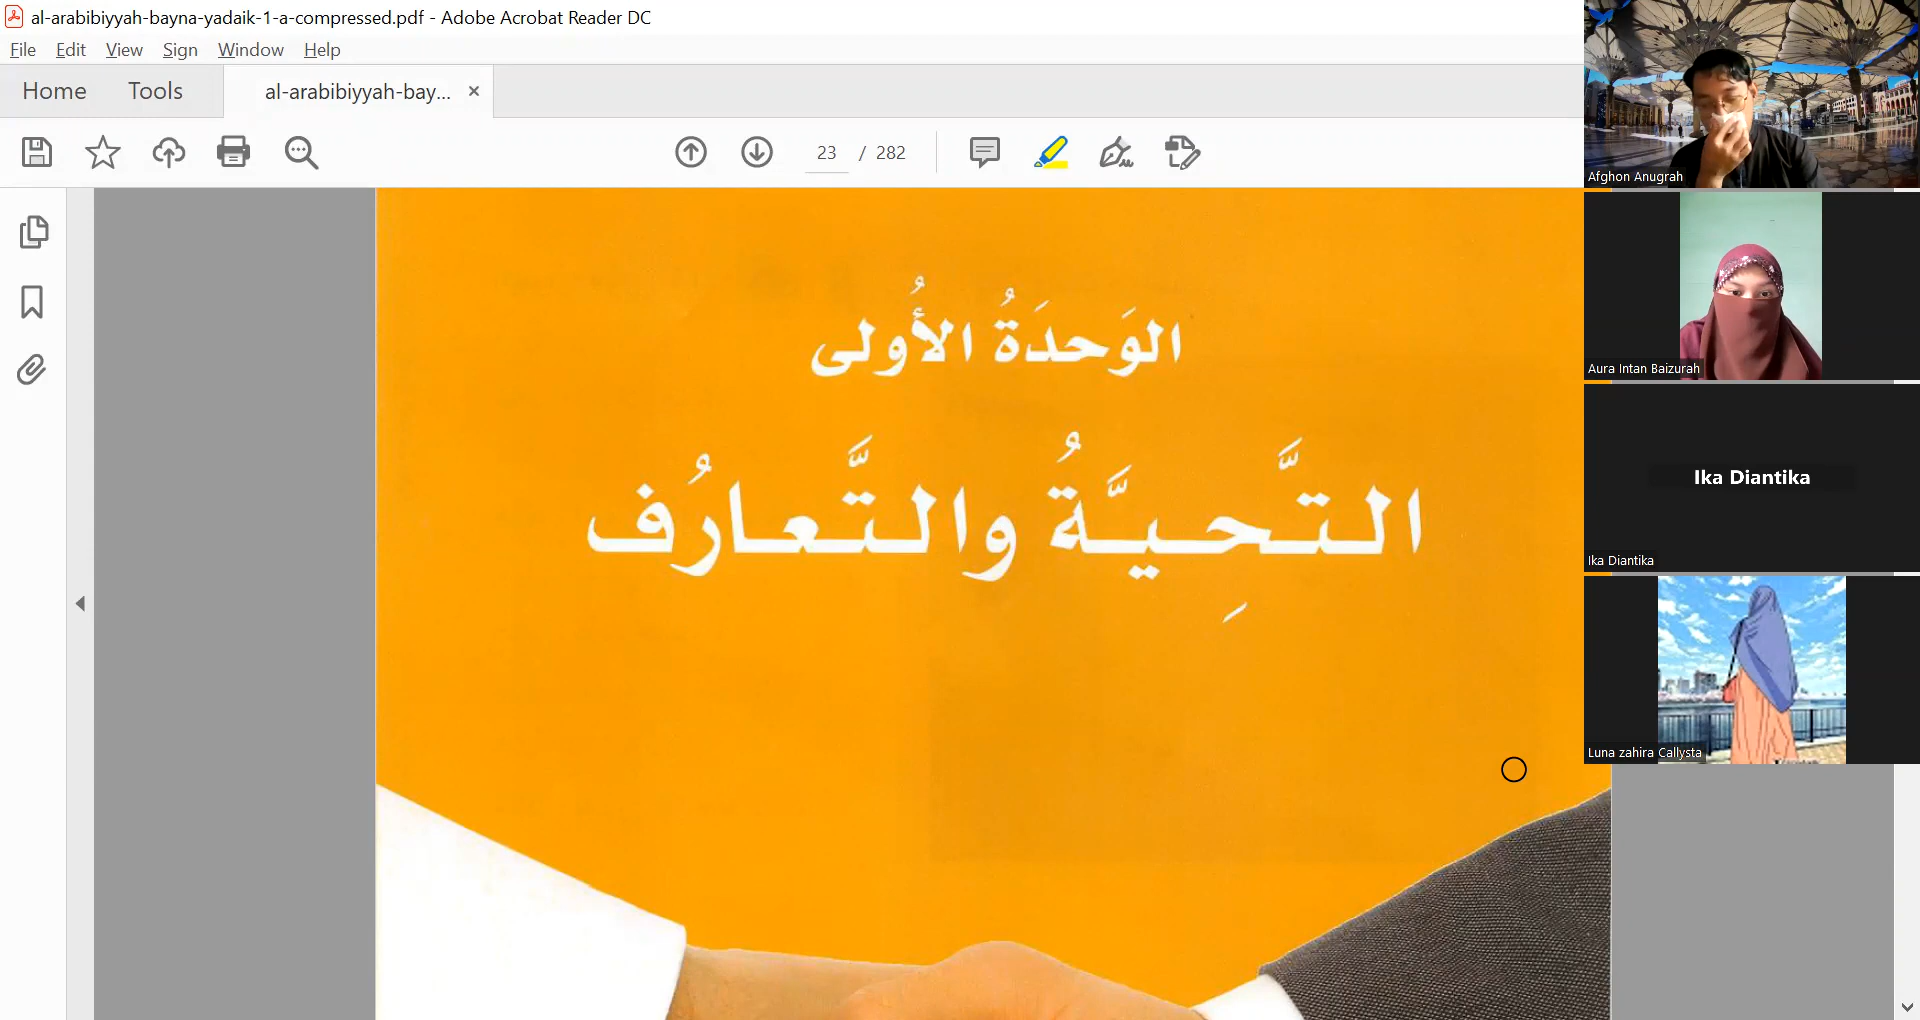 al-arabibiyyah-bayna-yadaik-1-a-compressed.pdf - Adobe Acrobat Reader DC
File Edit View Sign Window Help
Home Tools al-arabibiyyah-bay...
23 / 282
الوَحدَةُ الأُولى
التَّحِيَّةُ والتَّعارُف
Afghon Anugrah
Aura Intan Baizurah
Ika Diantika
Ika Diantika
Luna zahira Callysta